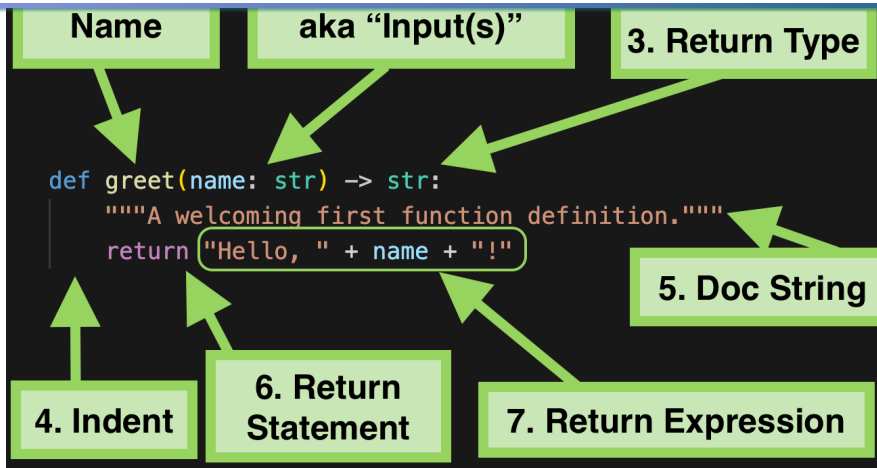 Name
aka “Input(s)”
3. Return Type
def greet(name: str) -> str:
"""A welcoming first function definition."""
return "Hello, " + name + "!"
5. Doc String
4. Indent
6. Return
Statement
7. Return Expression